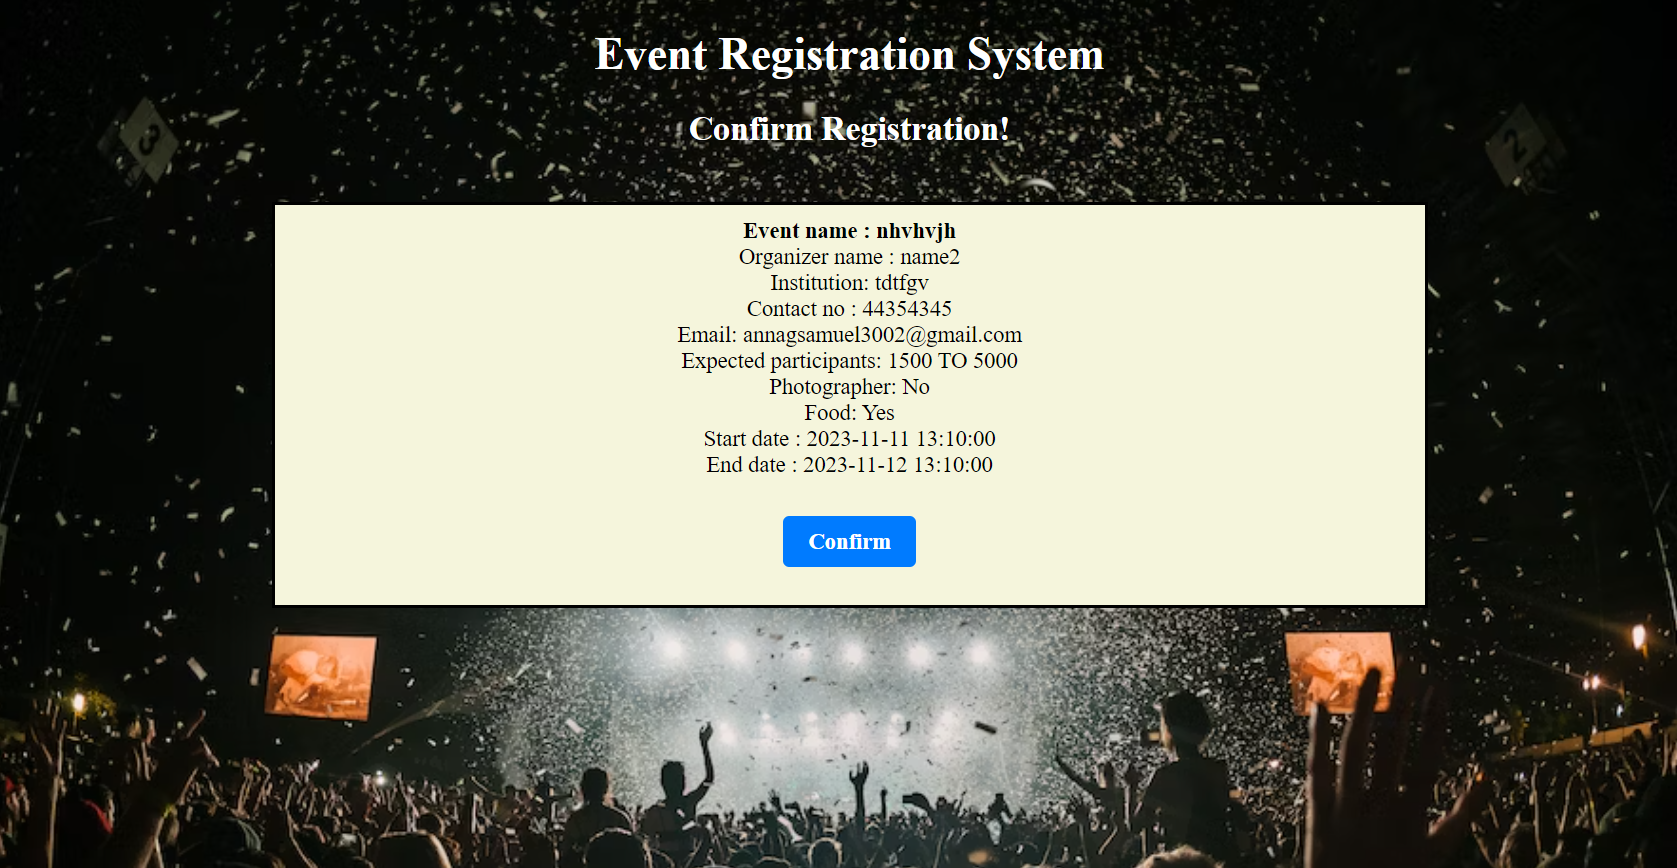 Event Registration System
Confirm Registration!
3
2
Event name : nhvhvjh
Organizer name : name2
Institution: tdtfgv
Contact no : 44354345
Email: annagsamuel3002@gmail.com
Expected participants: 1500 TO 5000
Photographer: No
Food: Yes
Start date : 2023-11-11 13:10:00
End date : 2023-11-12 13:10:00
Confirm